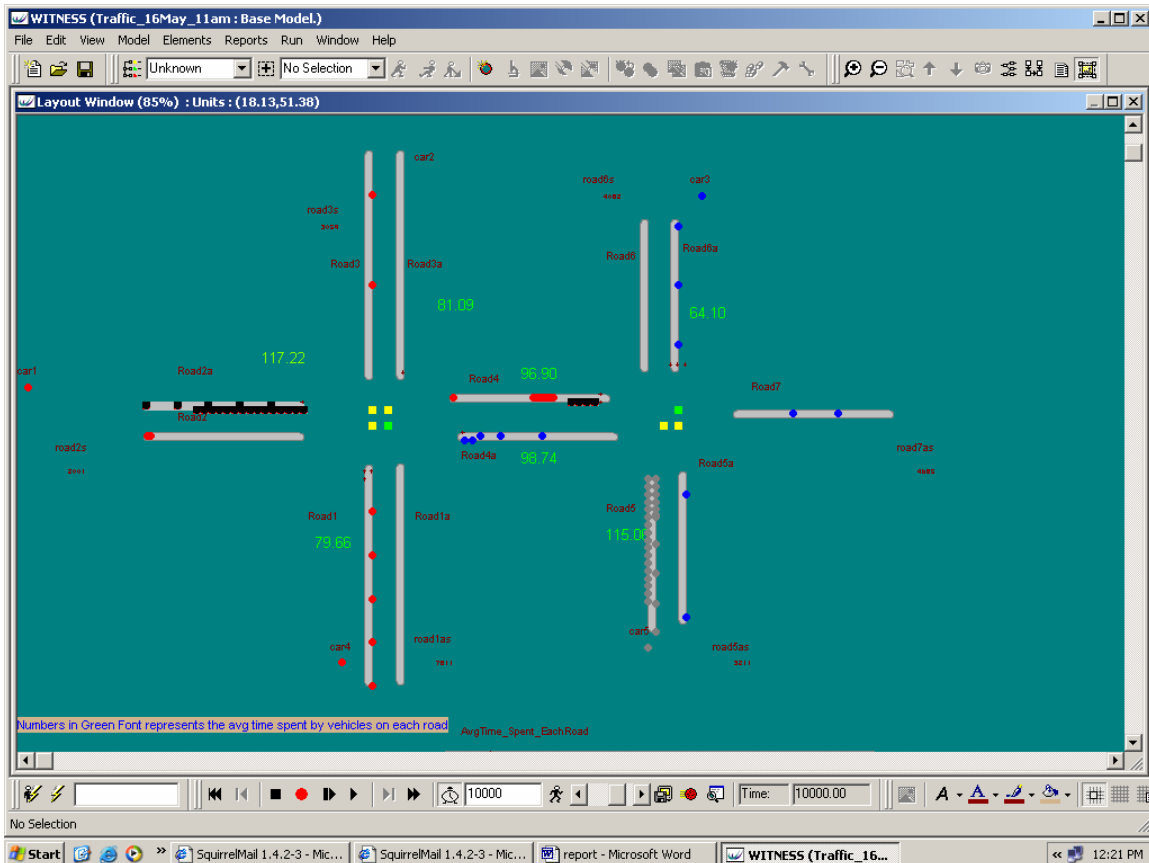 WITNESS (Traffic_16May_11am : Base Model.)
File Edit View Model Elements Reports Run Window Help
Unknown No Selection
Layout Window (85%) : Units : (18.13,51.38)
car2
road6s car3
4082
road3s
Road3 Road3a
Road6 Road6a
81.09
64.10
117.22
car1 Road2a
Road4 96.90
Road7
Road2
road2s
2001
Road4a 98.74
road7as
Road5a
Road1 Road1a
Road5
79.66
115.00
car4 road1as
7811
car5 road5as
Numbers in Green Font represents the avg time spent by vehicles on each road
AvgTime_Spent_EachRoad
10000 Time: 10000.00
No Selection
Start » SquirrelMail 1.4.2-3 - Mic... SquirrelMail 1.4.2-3 - Mic... report - Microsoft Word WITNESS (Traffic_16... « 12:21 PM